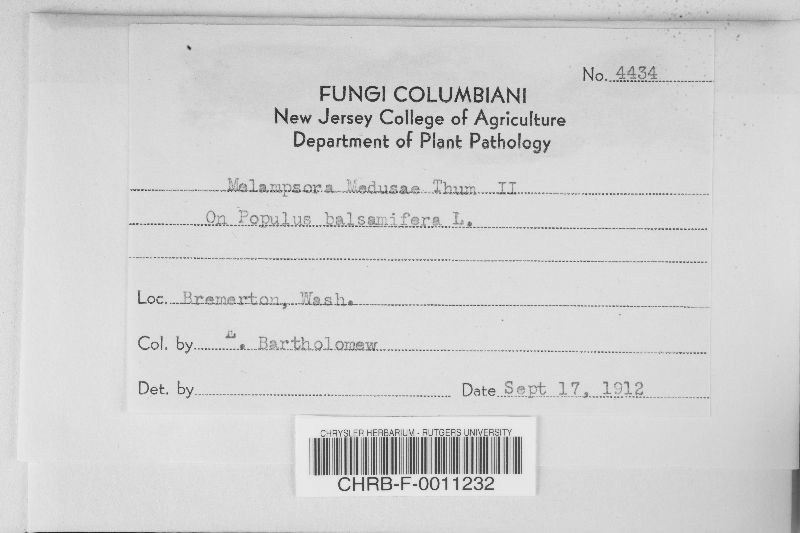 No. 4434
FUNGI COLUMBIANI
New Jersey College of Agriculture
Department of Plant Pathology
Melampsora Medusae Thum II
On Populus balsamifera L.
Loc. Bremerton, Wash.
Col. by E. Bartholomew
Det. by
Date Sept 17, 1912
CHRYSLER HERBARIUM - RUTGERS UNIVERSITY
CHRB-F-0011232